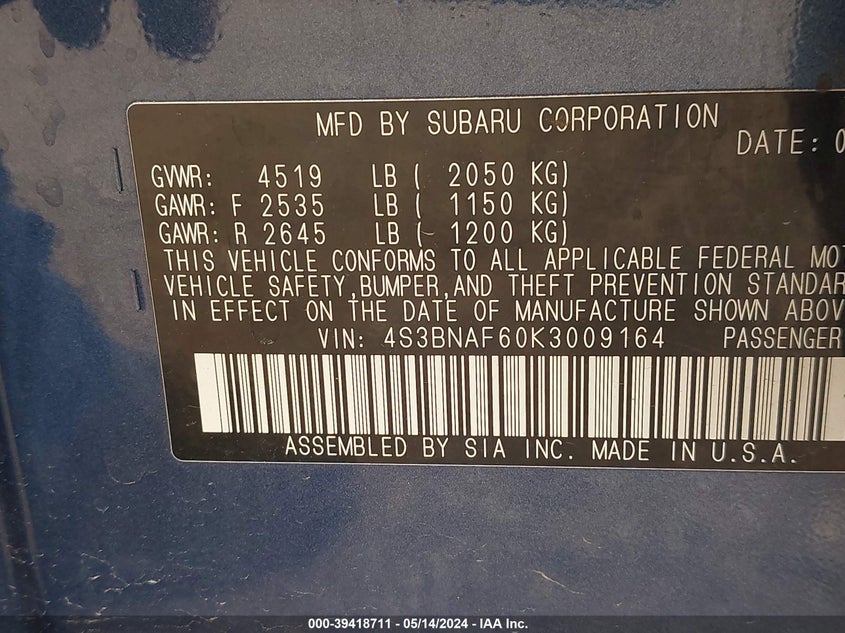 MFD BY SUBARU CORPORATION
DATE: 0
GVWR: 4519 LB ( 2050 KG)
GAWR: F 2535 LB ( 1150 KG)
GAWR: R 2645 LB ( 1200 KG)
THIS VEHICLE CONFORMS TO ALL APPLICABLE FEDERAL MOT
VEHICLE SAFETY,BUMPER,AND THEFT PREVENTION STANDAR
IN EFFECT ON THE DATE OF MANUFACTURE SHOWN ABOV
VIN: 4S3BNAF60K3009164 PASSENGER
ASSEMBLED BY SIA INC. MADE IN U.S.A.
000-39418711 - 05/14/2024 - IAA Inc.